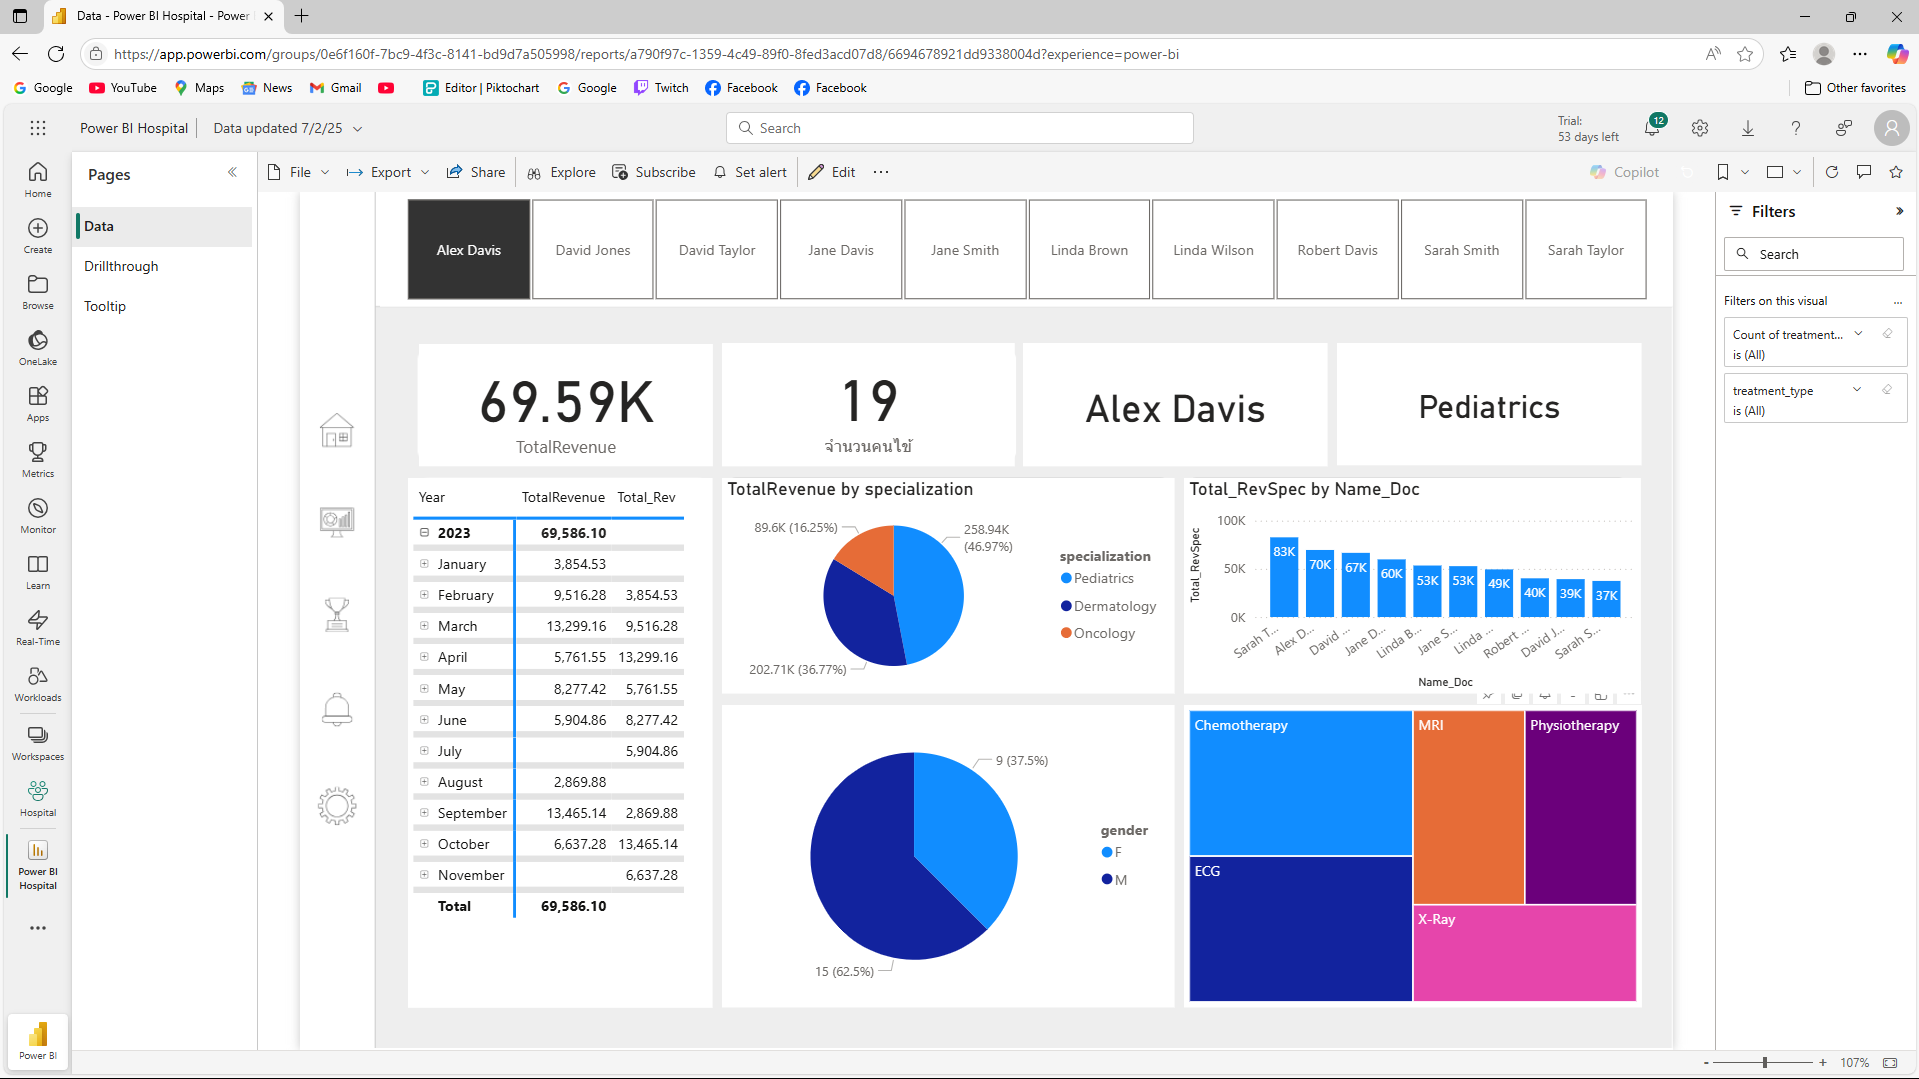 Data - Power BI Hospital - Power
https://app.powerbi.com/groups/0e6f160f-7bc9-4f3c-8141-bd9d7a505998/reports/a790f97c-1359-4c49-89f0-8fed3acd07d8/6694678921dd9338004d?experience=power-bi
Google
YouTube
Maps
News
Gmail
Editor | Piktochart
Google
Twitch
Facebook
Facebook
Other favorites
Power BI Hospital
Data updated 7/2/25
Search
Trial:
53 days left
12
Home
Create
Browse
OneLake
Apps
Metrics
Monitor
Learn
Real-Time
Workloads
Workspaces
Hospital
Power BI
Hospital
Power BI
Pages
Data
Drillthrough
Tooltip
File
Export
Share
Explore
Subscribe
Set alert
Edit
Copilot
Alex Davis
David Jones
David Taylor
Jane Davis
Jane Smith
Linda Brown
Linda Wilson
Robert Davis
Sarah Smith
Sarah Taylor
69.59K
TotalRevenue
19
จำนวนคนไข้
Alex Davis
Pediatrics
Year TotalRevenue Total_Rev
2023 69,586.10
January 3,854.53
February 9,516.28 3,854.53
March 13,299.16 9,516.28
April 5,761.55 13,299.16
May 8,277.42 5,761.55
June 5,904.86 8,277.42
July 5,904.86
August 2,869.88
September 13,465.14 2,869.88
October 6,637.28 13,465.14
November 6,637.28
Total 69,586.10
TotalRevenue by specialization
89.6K (16.25%)
258.94K
(46.97%)
202.71K (36.77%)
specialization
Pediatrics
Dermatology
Oncology
Total_RevSpec by Name_Doc
Total_RevSpec
100K
50K
0K
83K
70K
67K
60K
53K
53K
49K
40K
39K
37K
Sarah T...
Alex D...
David ...
Jane D...
Linda B...
Jane S...
Linda ...
Robert ...
David J...
Sarah S...
Name_Doc
9 (37.5%)
15 (62.5%)
gender
F
M
Chemotherapy
MRI
Physiotherapy
ECG
X-Ray
Filters
Search
Filters on this visual
...
Count of treatment...
is (All)
treatment_type
is (All)
- + 107%